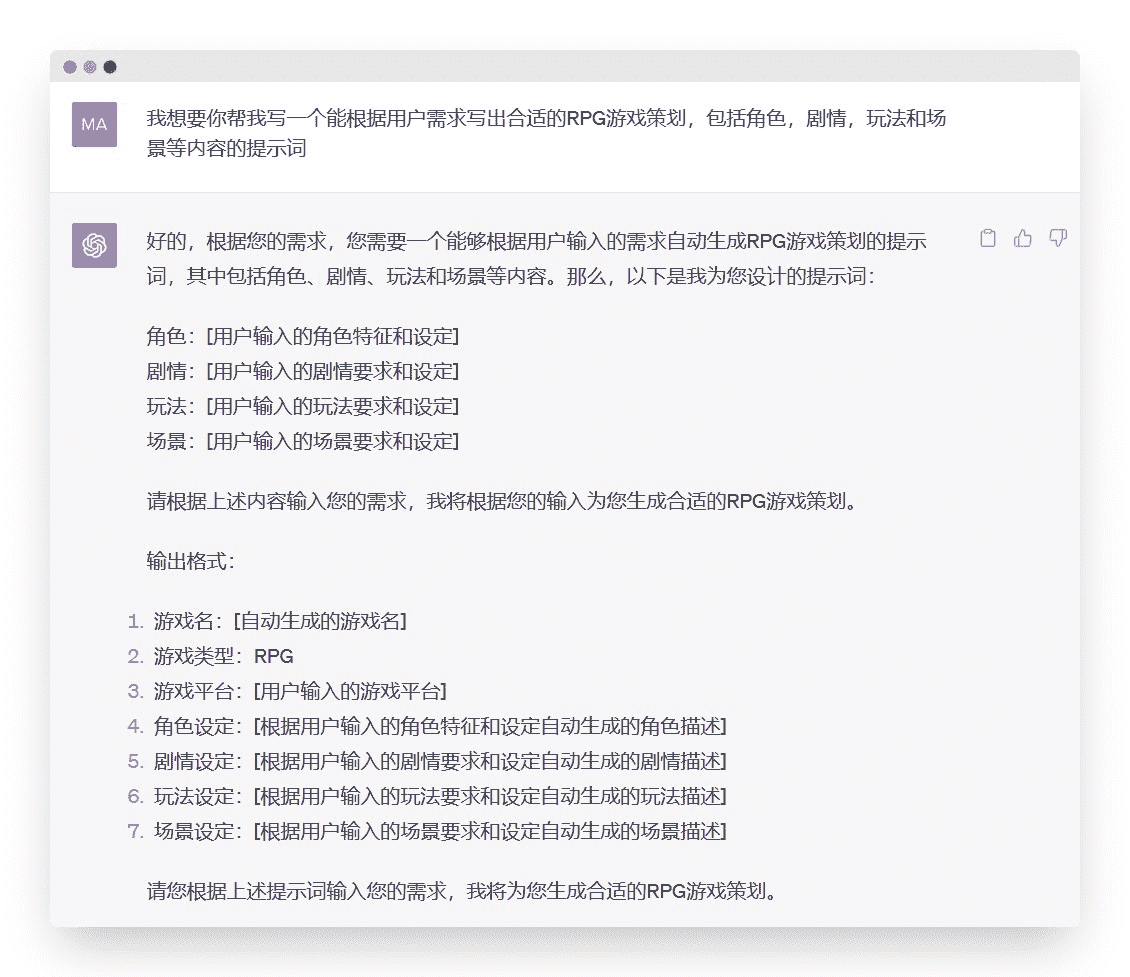 MA
我想要你帮我写一个能根据用户需求写出合适的RPG游戏策划，包括角色，剧情，玩法和场
景等内容的提示词
好的，根据您的需求，您需要一个能够根据用户输入的需求自动生成RPG游戏策划的提示
词，其中包括角色、剧情、玩法和场景等内容。那么，以下是我为您设计的提示词：
角色：[用户输入的角色特征和设定]
剧情：[用户输入的剧情要求和设定]
玩法：[用户输入的玩法要求和设定]
场景：[用户输入的场景要求和设定]
请根据上述内容输入您的需求，我将根据您的输入为您生成合适的RPG游戏策划。
输出格式：
1. 游戏名：[自动生成的游戏名]
2. 游戏类型：RPG
3. 游戏平台：[用户输入的游戏平台]
4. 角色设定：[根据用户输入的角色特征和设定自动生成的角色描述]
5. 剧情设定：[根据用户输入的剧情要求和设定自动生成的剧情描述]
6. 玩法设定：[根据用户输入的玩法要求和设定自动生成的玩法描述]
7. 场景设定：[根据用户输入的场景要求和设定自动生成的场景描述]
请您根据上述提示词输入您的需求，我将为您生成合适的RPG游戏策划。